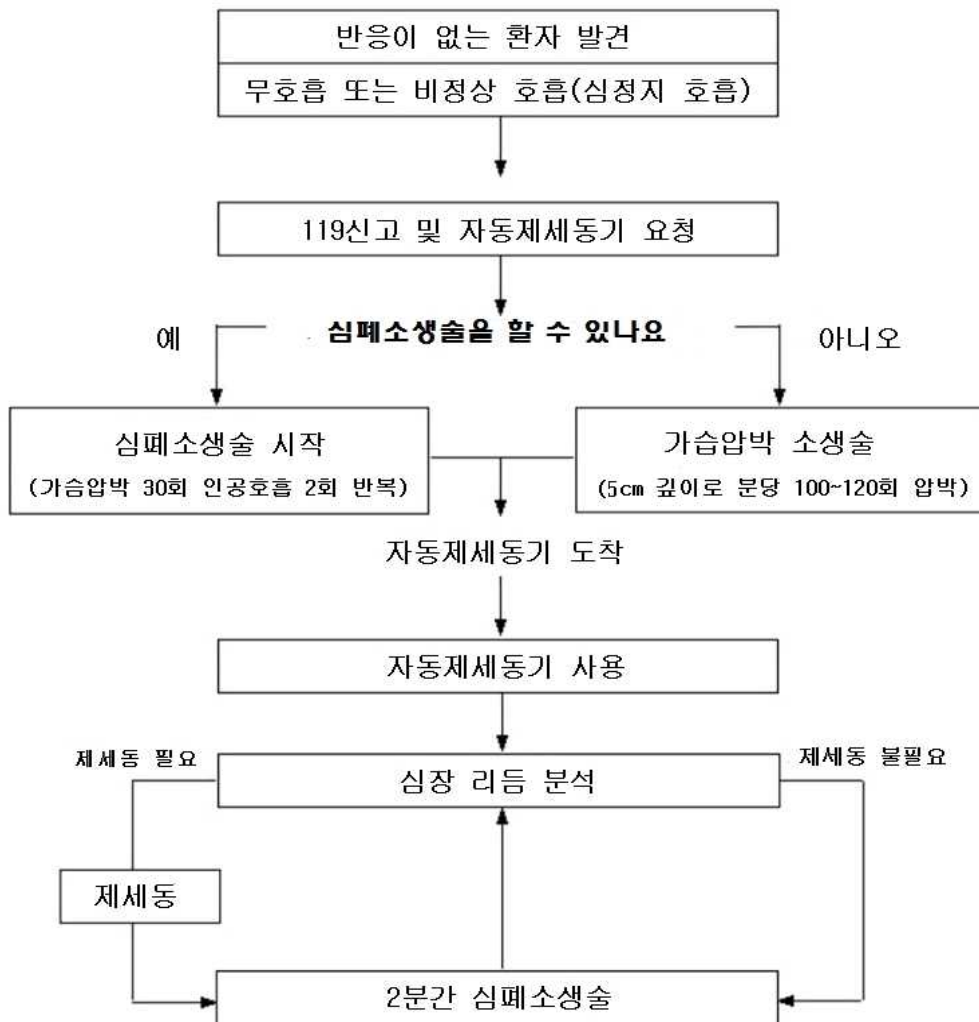 반응이 없는 환자 발견
무호흡 또는 비정상 호흡(심정지 호흡)
119신고 및 자동제세동기 요청
예
심폐소생술을 할 수 있나요
아니오
심폐소생술 시작
(가슴압박 30회 인공호흡 2회 반복)
가습압박 소생술
(5cm 깊이로 분당 100~120회 압박)
자동제세동기 도착
자동제세동기 사용
제세동 필요
제세동 불필요
심장 리듬 분석
제세동
2분간 심폐소생술